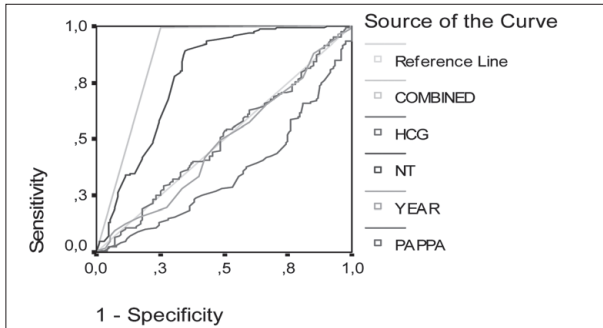 Source of the Curve
Reference Line
COMBINED
HCG
NT
YEAR
PAPPA
Sensitivity
1,0
,8
,5
,3
0,0
0,0 ,3 ,5 ,8 1,0
1 - Specificity